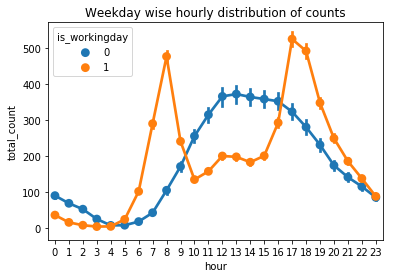 Weekday wise hourly distribution of counts
is_workingday
0
1
500
400
300
200
100
0
total_count
0 1 2 3 4 5 6 7 8 9 10 11 12 13 14 15 16 17 18 19 20 21 22 23
hour